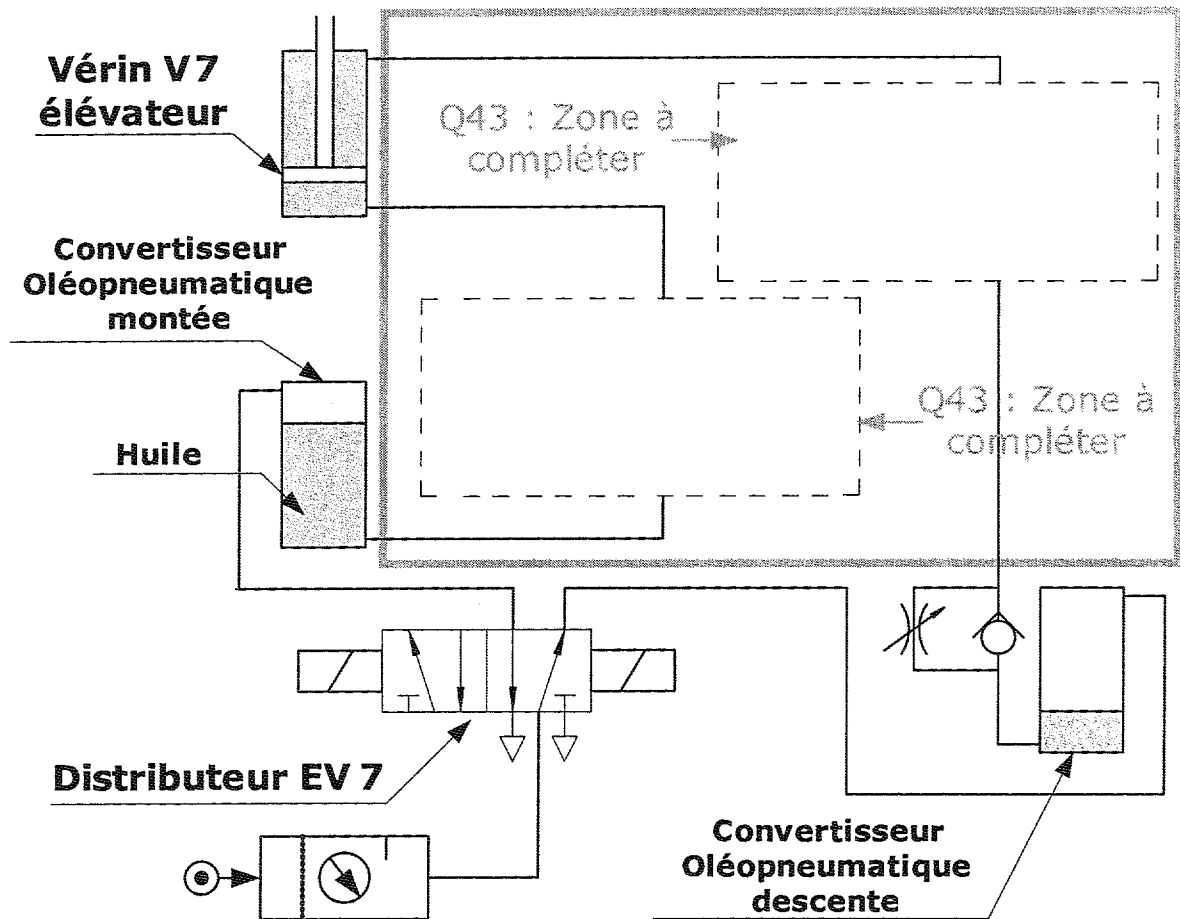 Vérin V7
élévateur
Q43 : Zone à
compléter
Convertisseur
Oléopneumatique
montée
Q43 : Zone à
compléter
Huile
Distributeur EV 7
Convertisseur
Oléopneumatique
descente